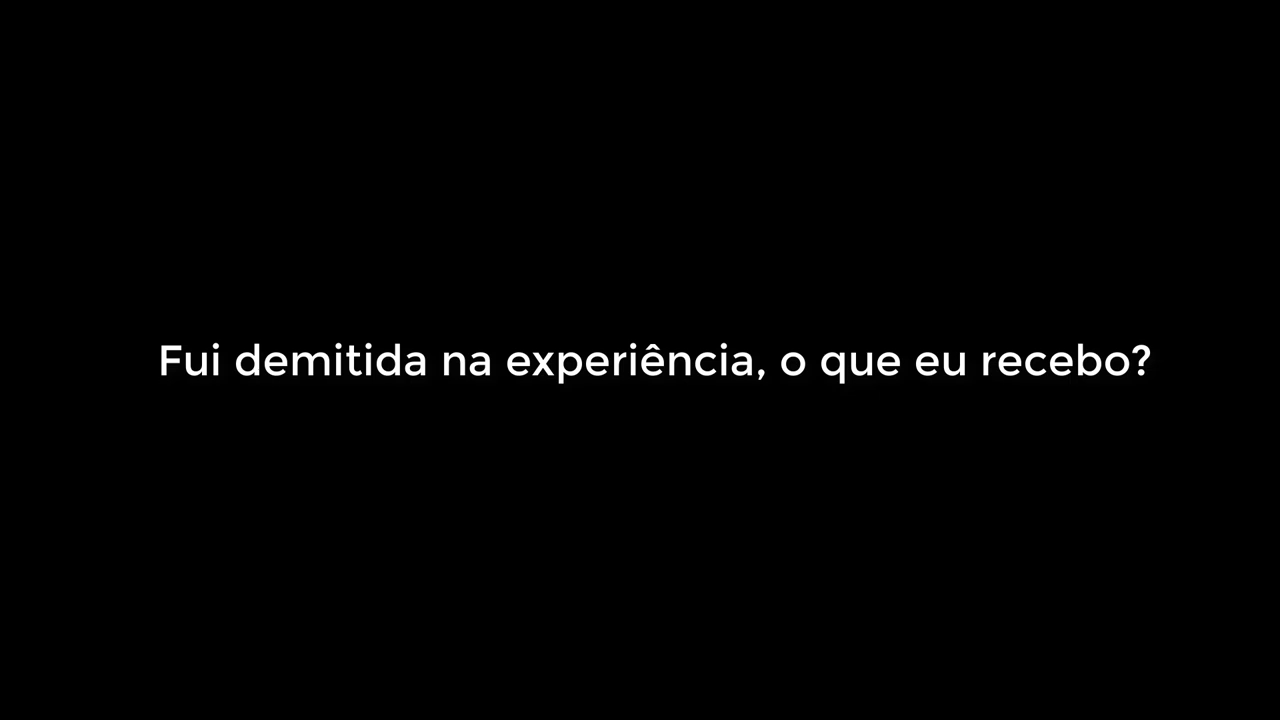 Fui demitida na experiência, o que eu recebo?